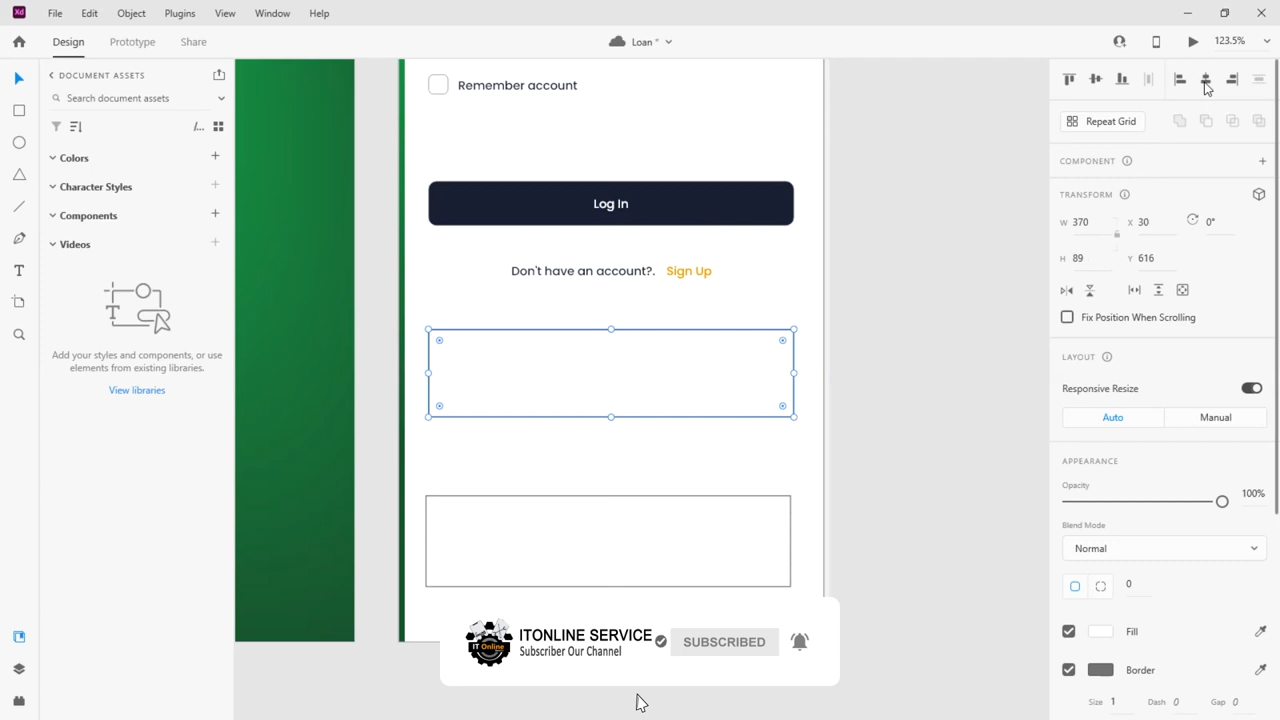 Xd File Edit Object Plugins View Window Help
Design Prototype Share Loan * 123.5%
DOCUMENT ASSETS
Search document assets
Colors
Character Styles
Components
Videos
T
Add your styles and components, or use
elements from existing libraries.
View libraries
Remember account
Log In
Don't have an account?. Sign Up
IT Online
ITONLINE SERVICE
Subscriber Our Channel
SUBSCRIBED
Repeat Grid
COMPONENT
TRANSFORM
W 370 X 30 0°
H 89 Y 616
Fix Position When Scrolling
LAYOUT
Responsive Resize
Auto Manual
APPEARANCE
Opacity
100%
Blend Mode
Normal
0
Fill
Border
Size 1 Dash 0 Gap 0